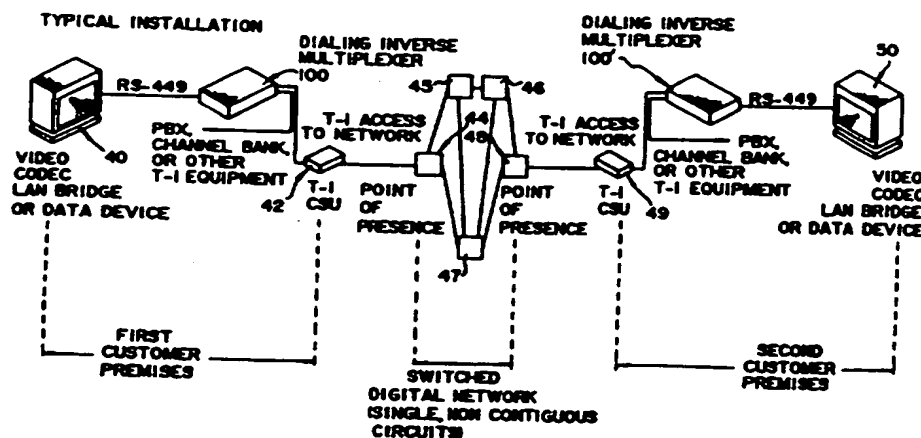 TYPICAL INSTALLATION
DIALING INVERSE
MULTIPLEXER
100
RS-449
40
VIDEO
CODEC
LAN BRIDGE
OR DATA DEVICE
PBX,
CHANNEL BANK,
OR OTHER
T-1 EQUIPMENT
42
T-1
CSU
T-1 ACCESS
TO NETWORK
45
46
44
48
47
POINT
OF
PRESENCE
POINT
OF
PRESENCE
T-1 ACCESS
TO NETWORK
T-1
CSU
49
DIALING INVERSE
MULTIPLEXER
100'
RS-449
50
PBX,
CHANNEL BANK,
OR OTHER
T-1 EQUIPMENT
VIDEO
CODEC
LAN BRIDGE
OR DATA DEVICE
FIRST
CUSTOMER
PREMISES
SWITCHED
DIGITAL NETWORK
(SINGLE, NON CONTIGUOUS
CIRCUITS)
SECOND
CUSTOMER
PREMISES